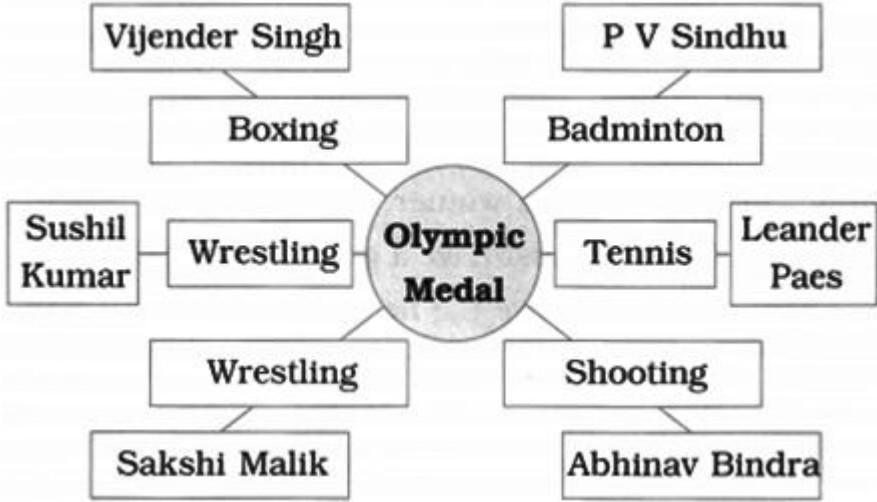 Vijender Singh
P V Sindhu
Boxing
Badminton
Sushil
Kumar
Wrestling
Olympic
Medal
Tennis
Leander
Paes
Wrestling
Shooting
Sakshi Malik
Abhinav Bindra